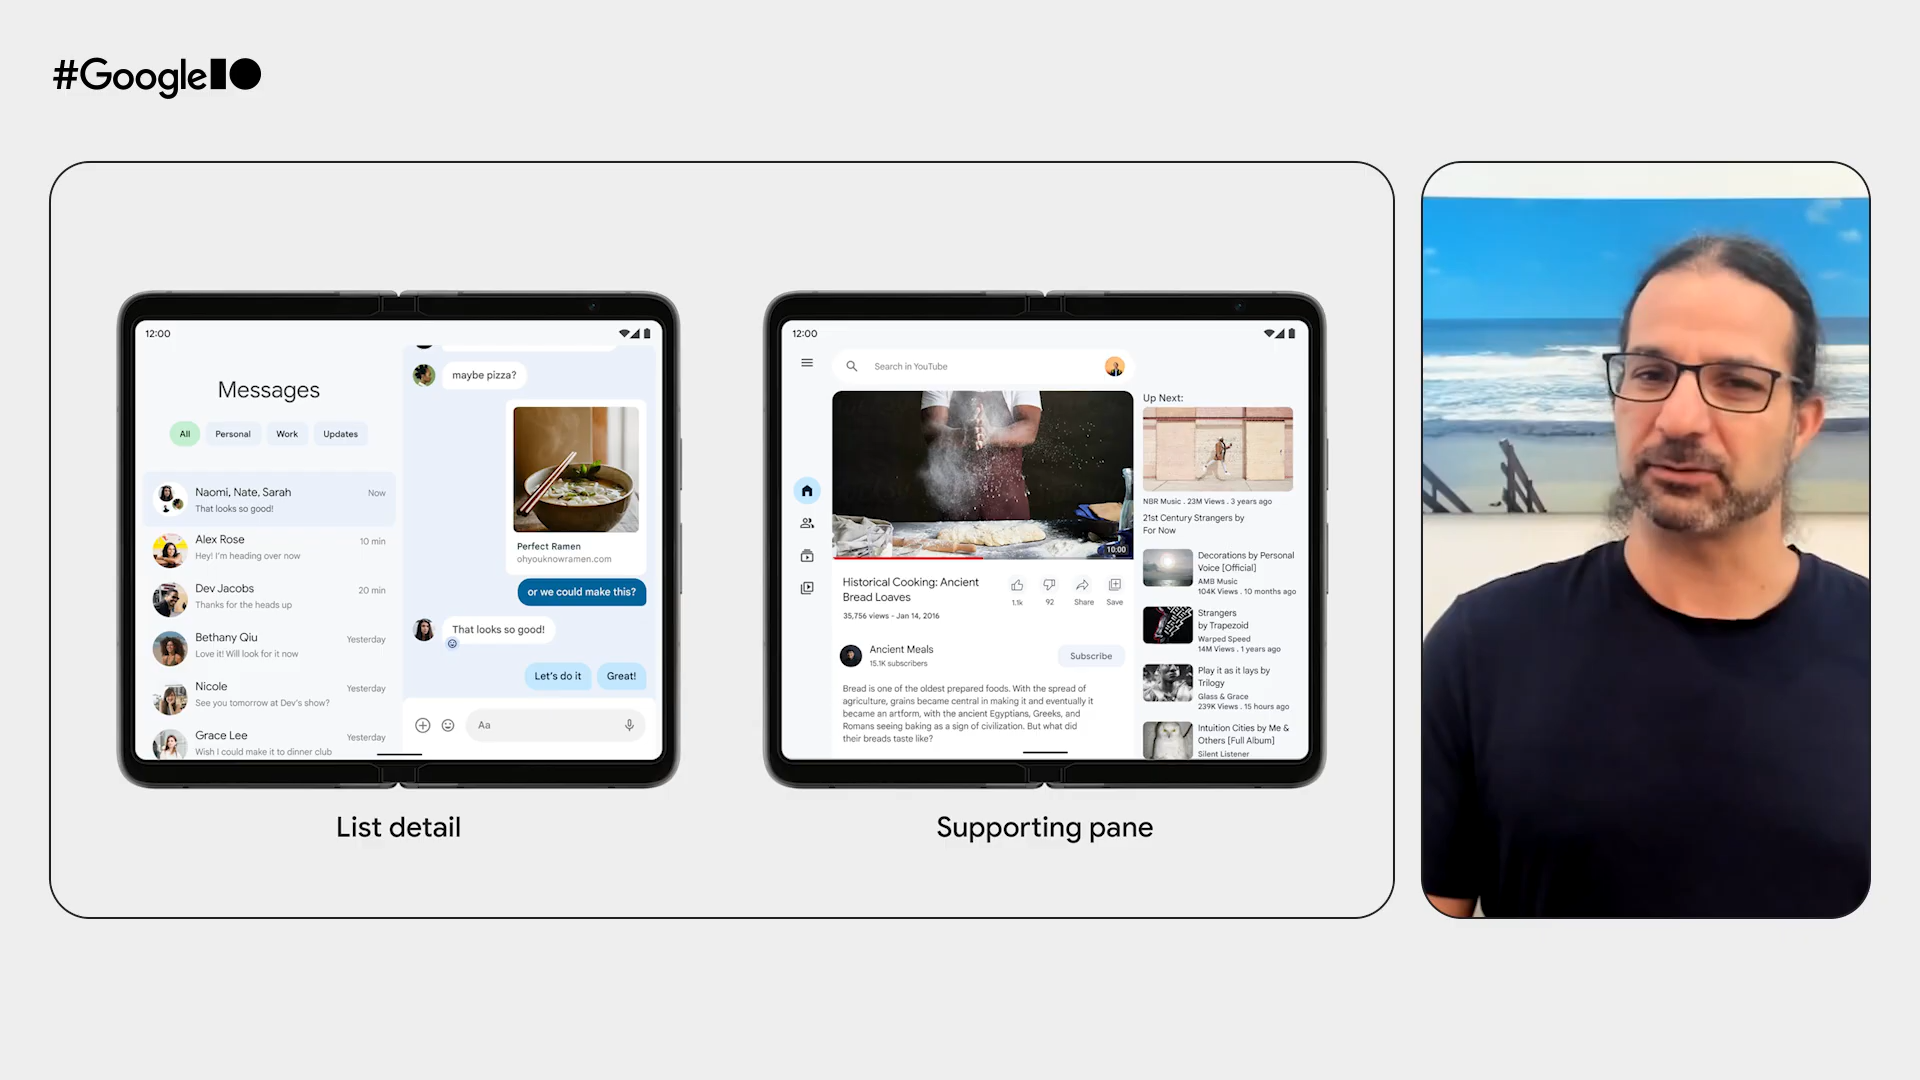 #GoogleIO
12:00
Messages
All
Personal
Work
Updates
Naomi, Nate, Sarah
Now
That looks so good!
Alex Rose
10 min
Hey! I'm heading over now
Dev Jacobs
20 min
Thanks for the heads up
Bethany Qiu
Yesterday
Love it! Will look for it now
Nicole
Yesterday
See you tomorrow at Dev's show?
Grace Lee
Yesterday
Wish I could make it to dinner club
maybe pizza?
Perfect Ramen
ohyouknowramen.com
or we could make this?
That looks so good!
Let's do it
Great!
Aa
List detail
12:00
Search in YouTube
10:00
Historical Cooking: Ancient
Bread Loaves
35,756 views - Jan 14, 2016
1.1k
92
Share
Save
Ancient Meals
15.1K subscribers
Subscribe
Bread is one of the oldest prepared foods. With the spread of
agriculture, grains became central in making it and eventually it
became an artform, with the ancient Egyptians, Greeks, and
Romans seeing baking as a sign of civilization. But what did
their breads taste like?
Up Next:
NBR Music . 23M Views . 3 years ago
21st Century Strangers by
For Now
Decorations by Personal
Voice [Official]
AMB Music
104K Views . 10 months ago
Strangers
by Trapezoid
Warped Speed
14M Views . 1 years ago
Play it as it lays by
Trilogy
Glass & Grace
239K Views . 15 hours ago
Intuition Cities by Me &
Others [Full Album]
Silent Listener
Supporting pane